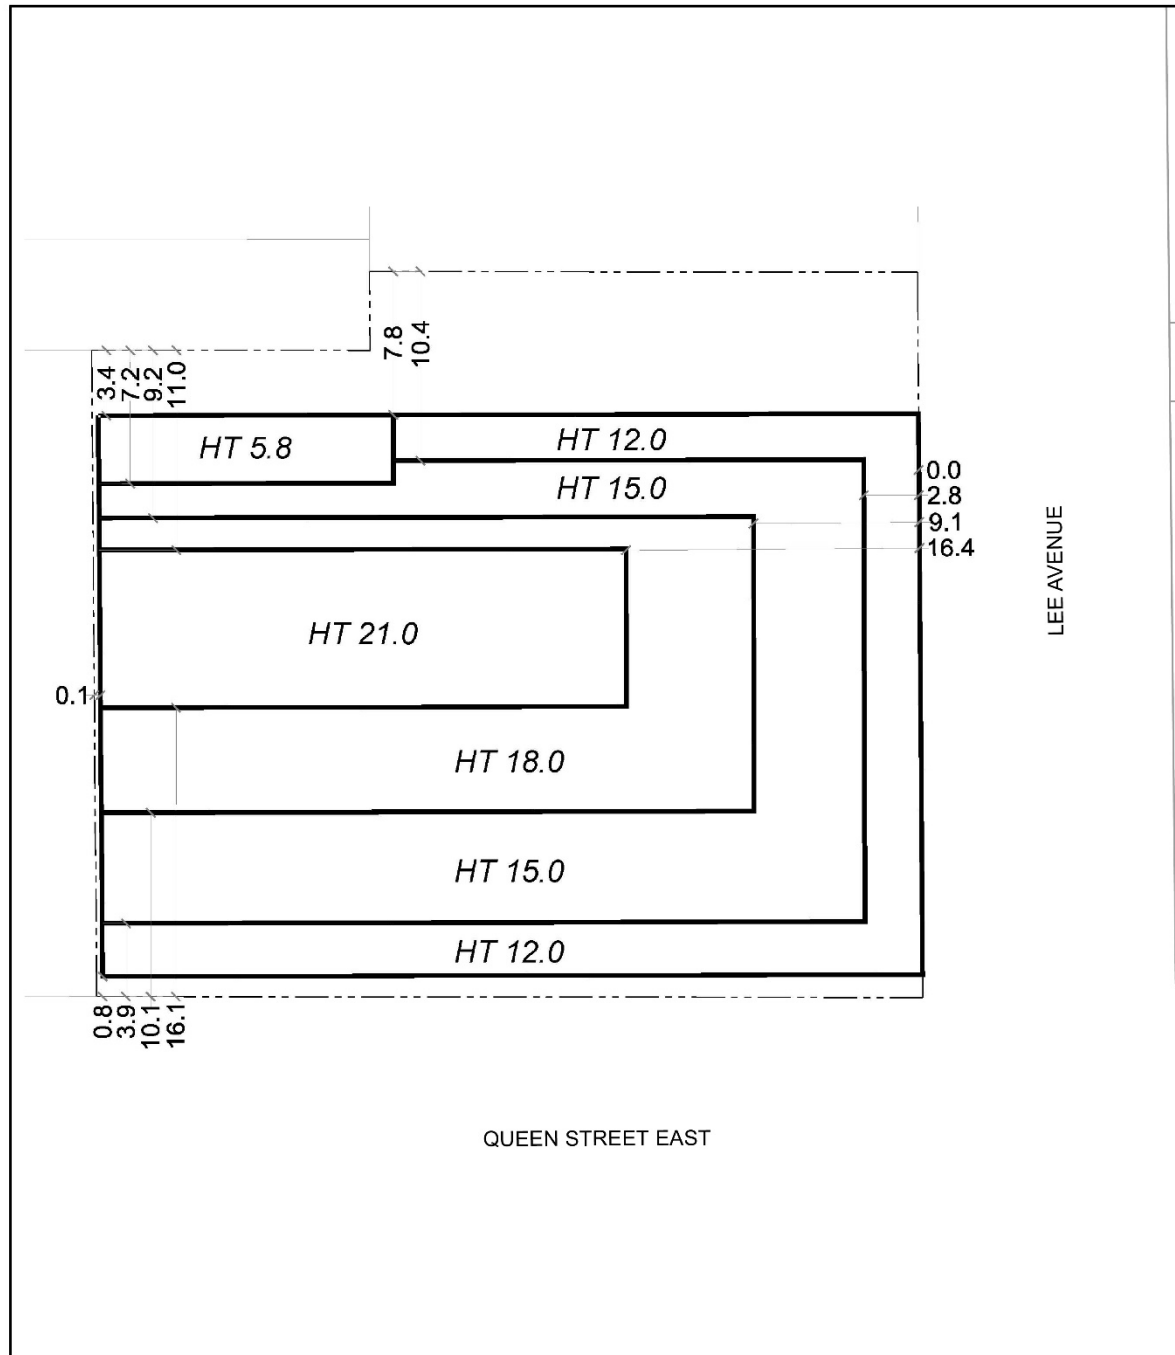 7.8
10.4
3.4
7.2
9.2
11.0
HT 5.8
HT 12.0
0.0
HT 15.0
2.8
9.1
16.4
LEE AVENUE
HT 21.0
0.1
HT 18.0
HT 15.0
HT 12.0
0.8
3.9
10.1
16.1
QUEEN STREET EAST